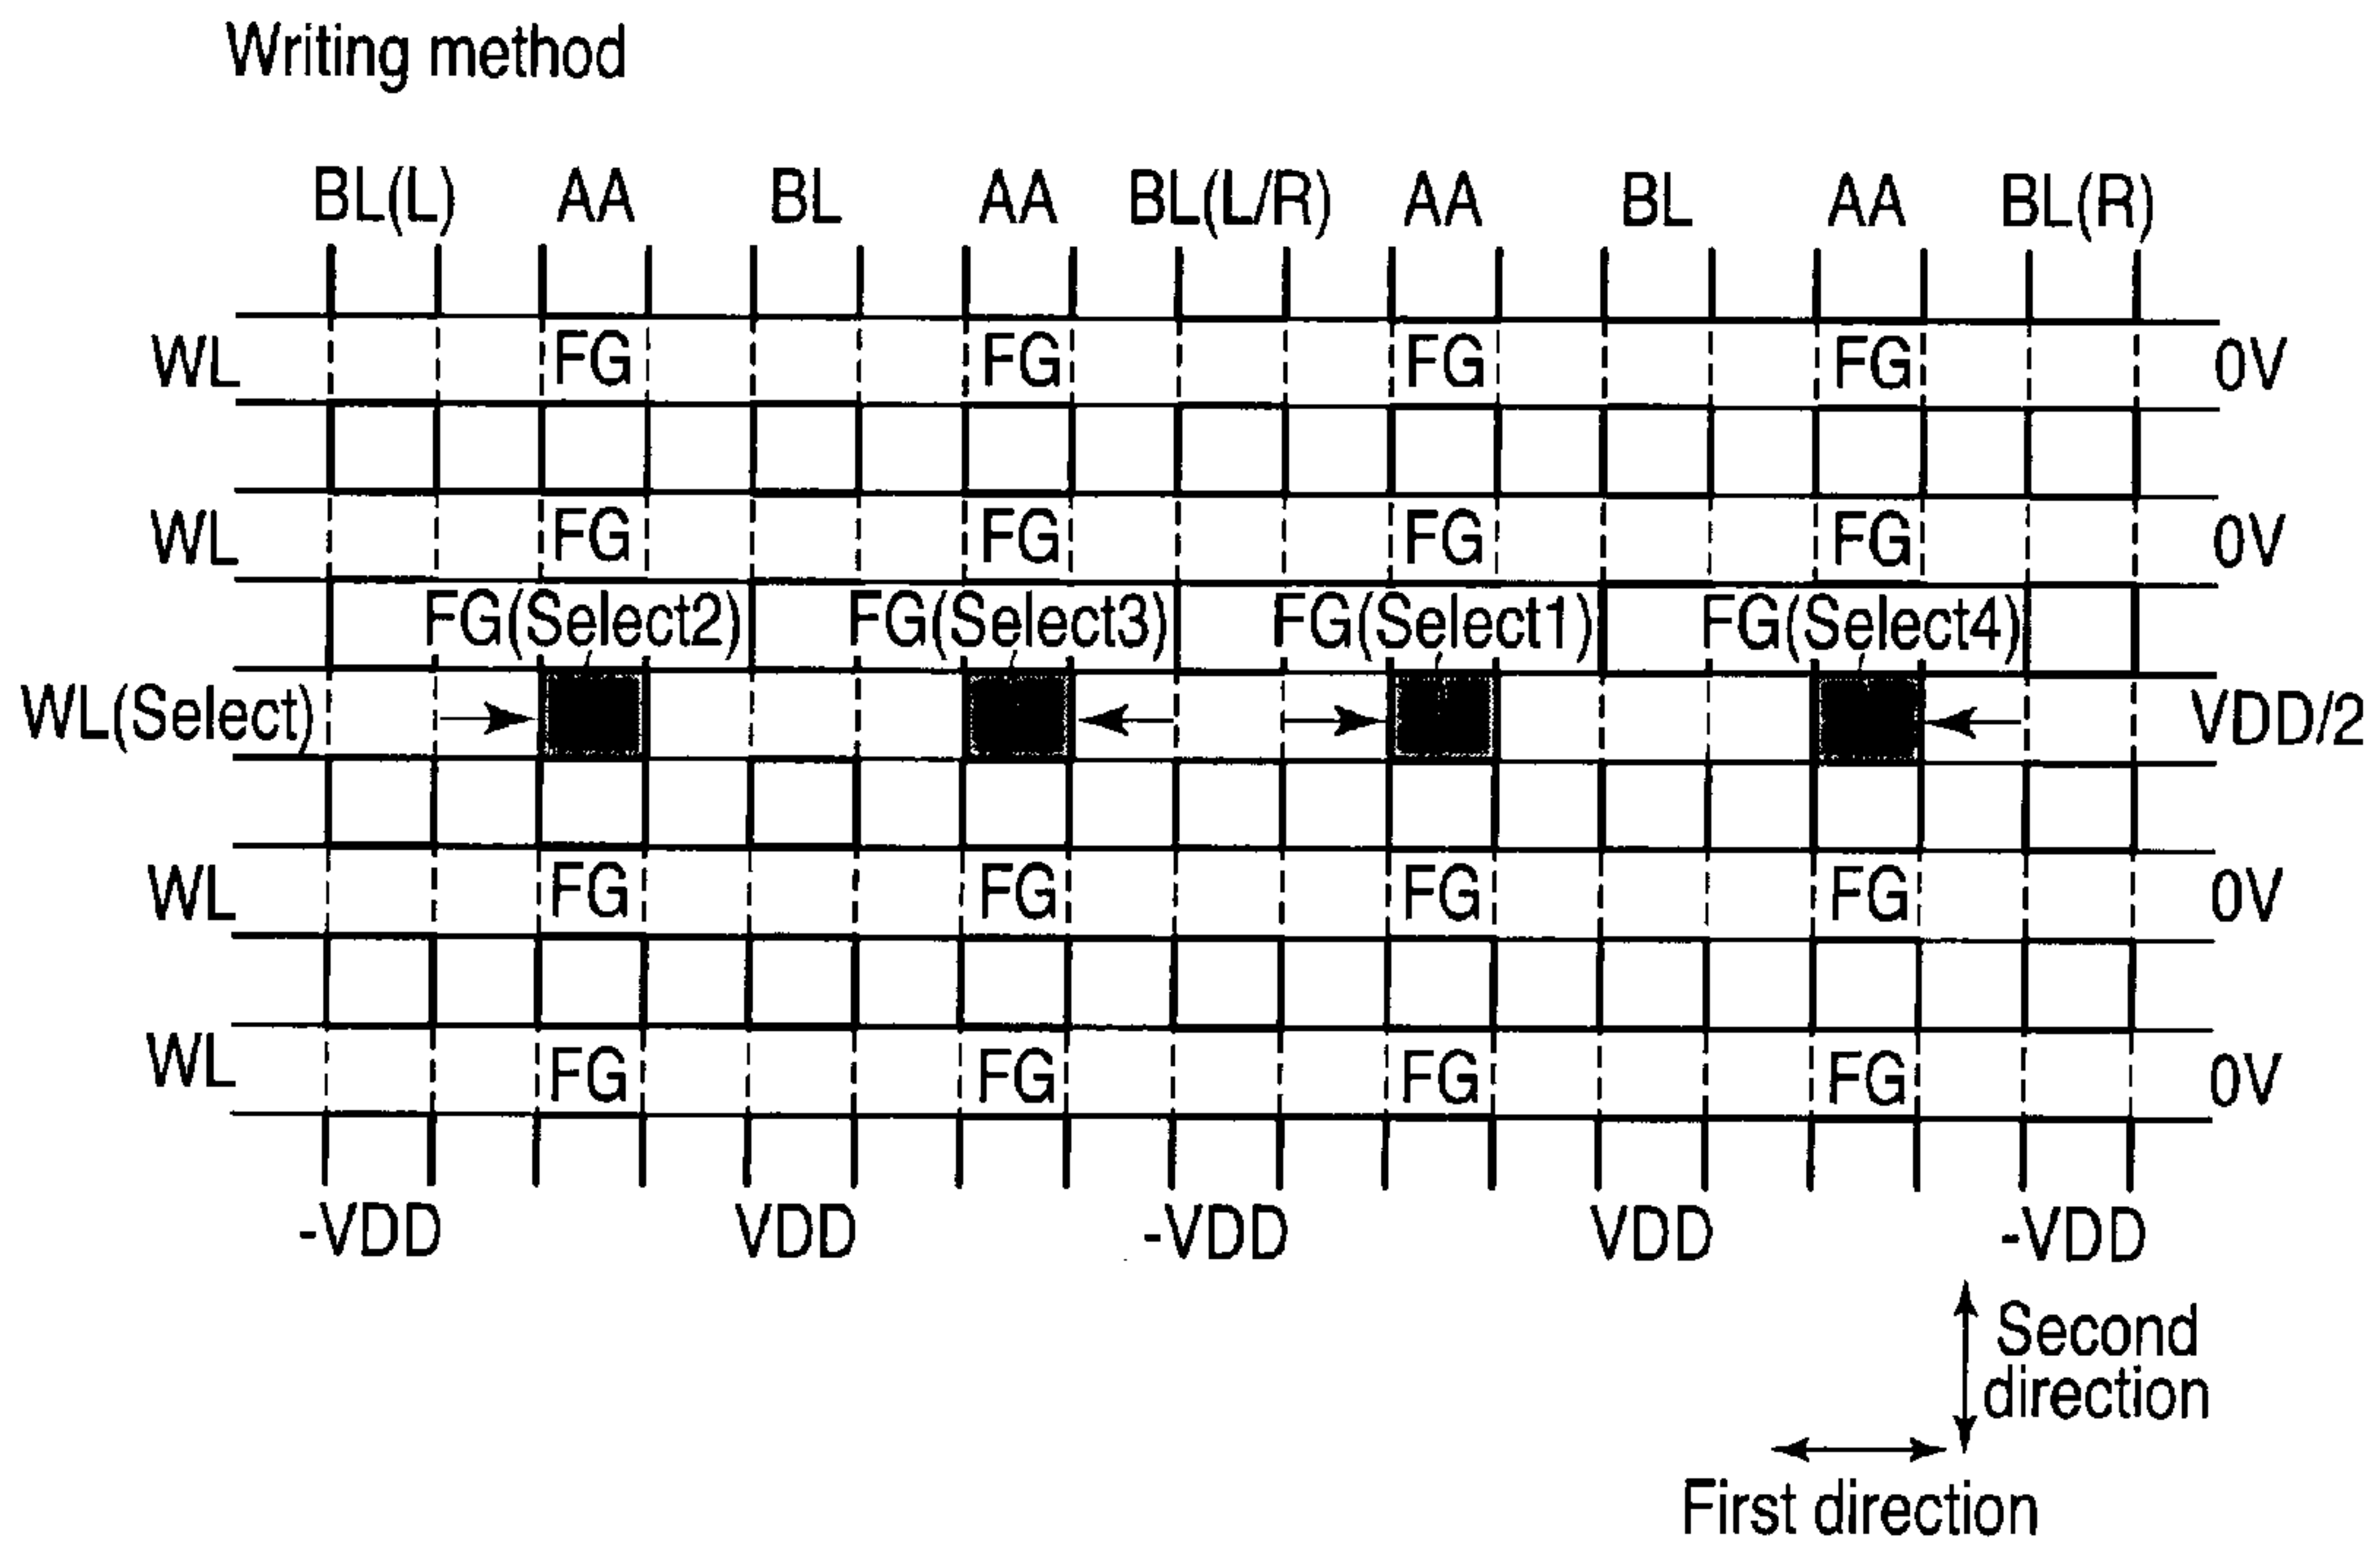 Writing method
BL(L) AA BL AA BL(L/R) AA BL AA BL(R)
WL FG FG FG FG 0V
WL FG FG FG FG 0V
FG(Select2) FG(Select3) FG(Select1) FG(Select4)
WL(Select) VDD/2
WL FG FG FG FG 0V
WL FG FG FG FG 0V
-VDD VDD -VDD VDD -VDD
Second
direction
First direction